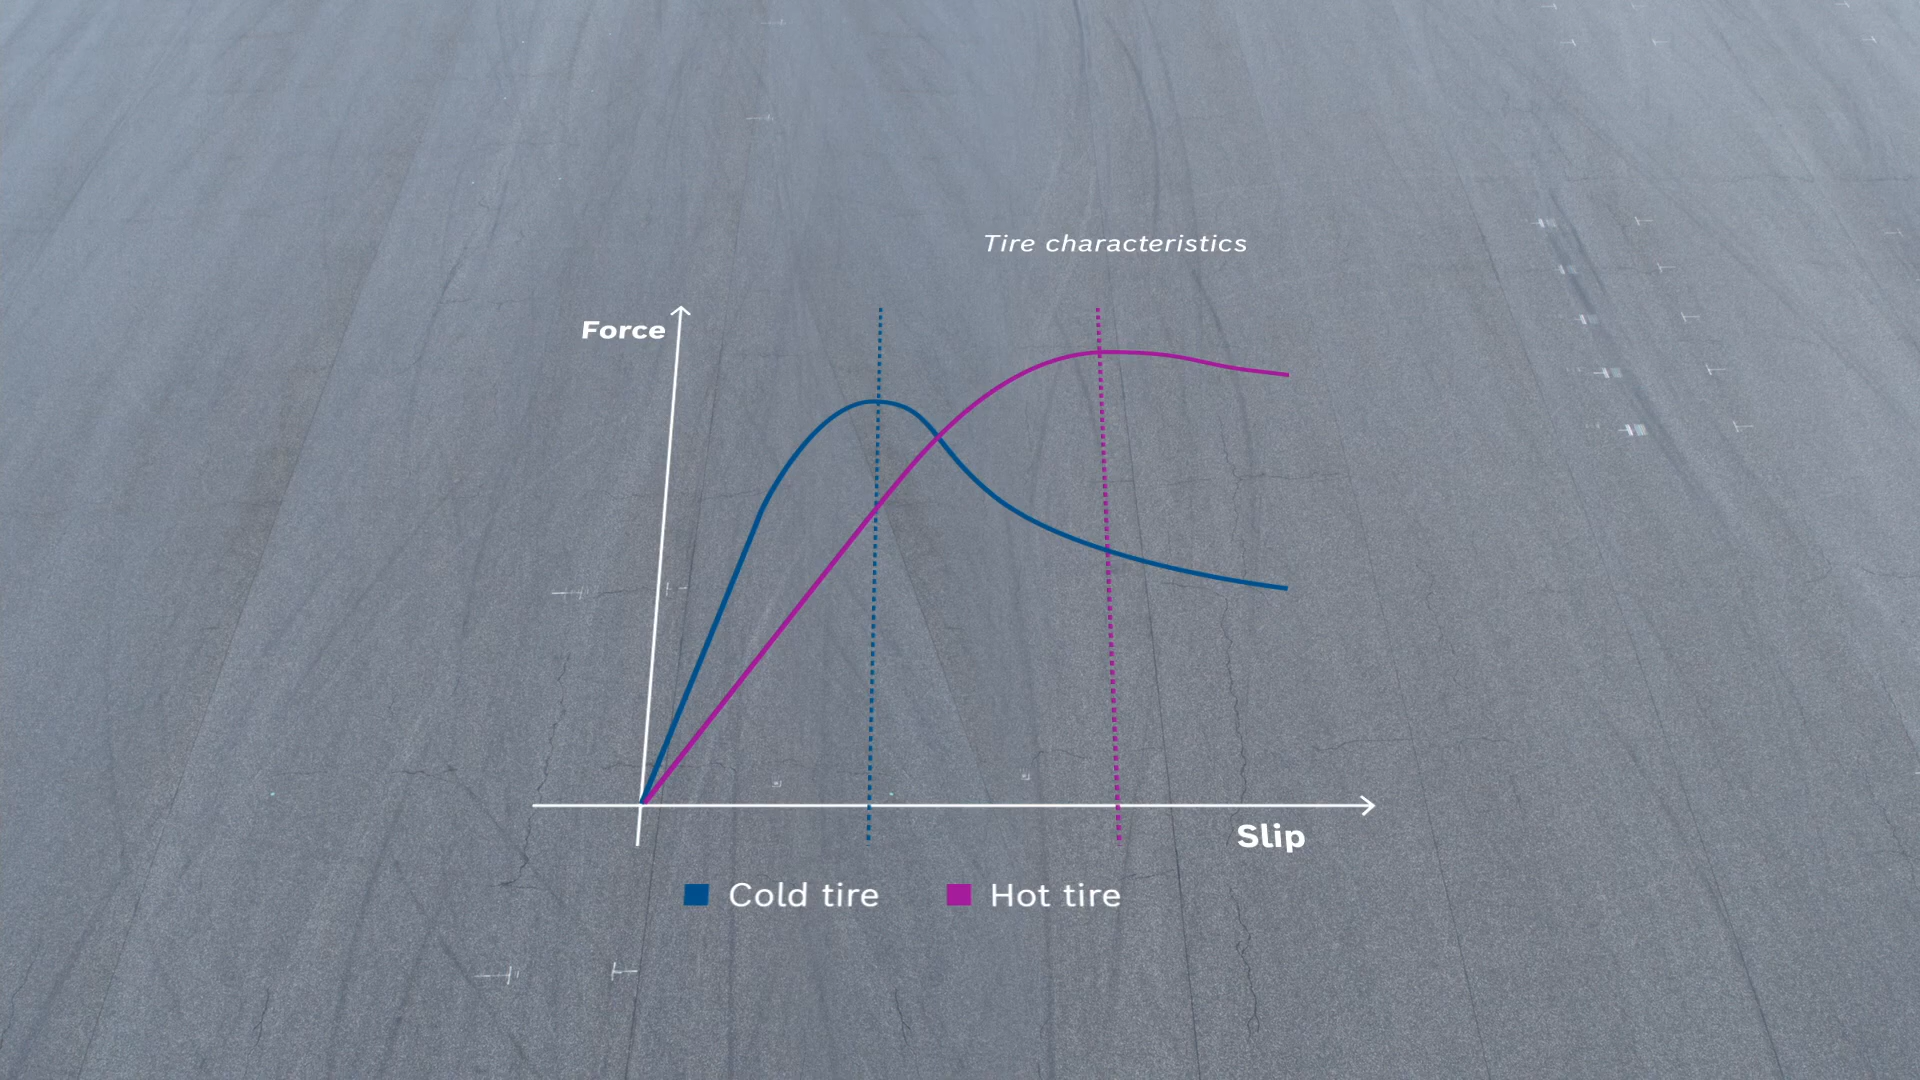 Tire characteristics
Force
Slip
Cold tire
Hot tire